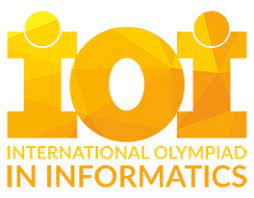 IOI
INTERNATIONAL OLYMPIAD
IN INFORMATICS